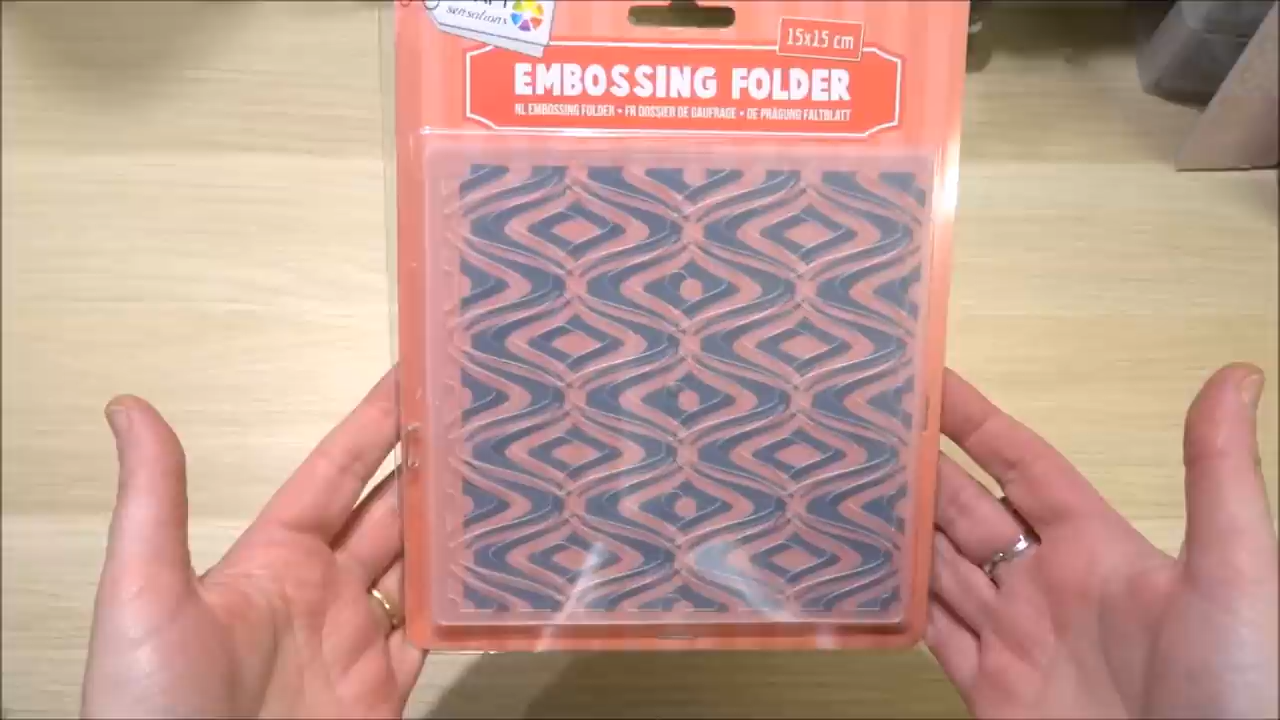 sensations
15x15 cm
EMBOSSING FOLDER
NL EMBOSSING FOLDER • FR DOSSIER DE GAUFRAGE • DE PRÄGUNG FALTBLATT